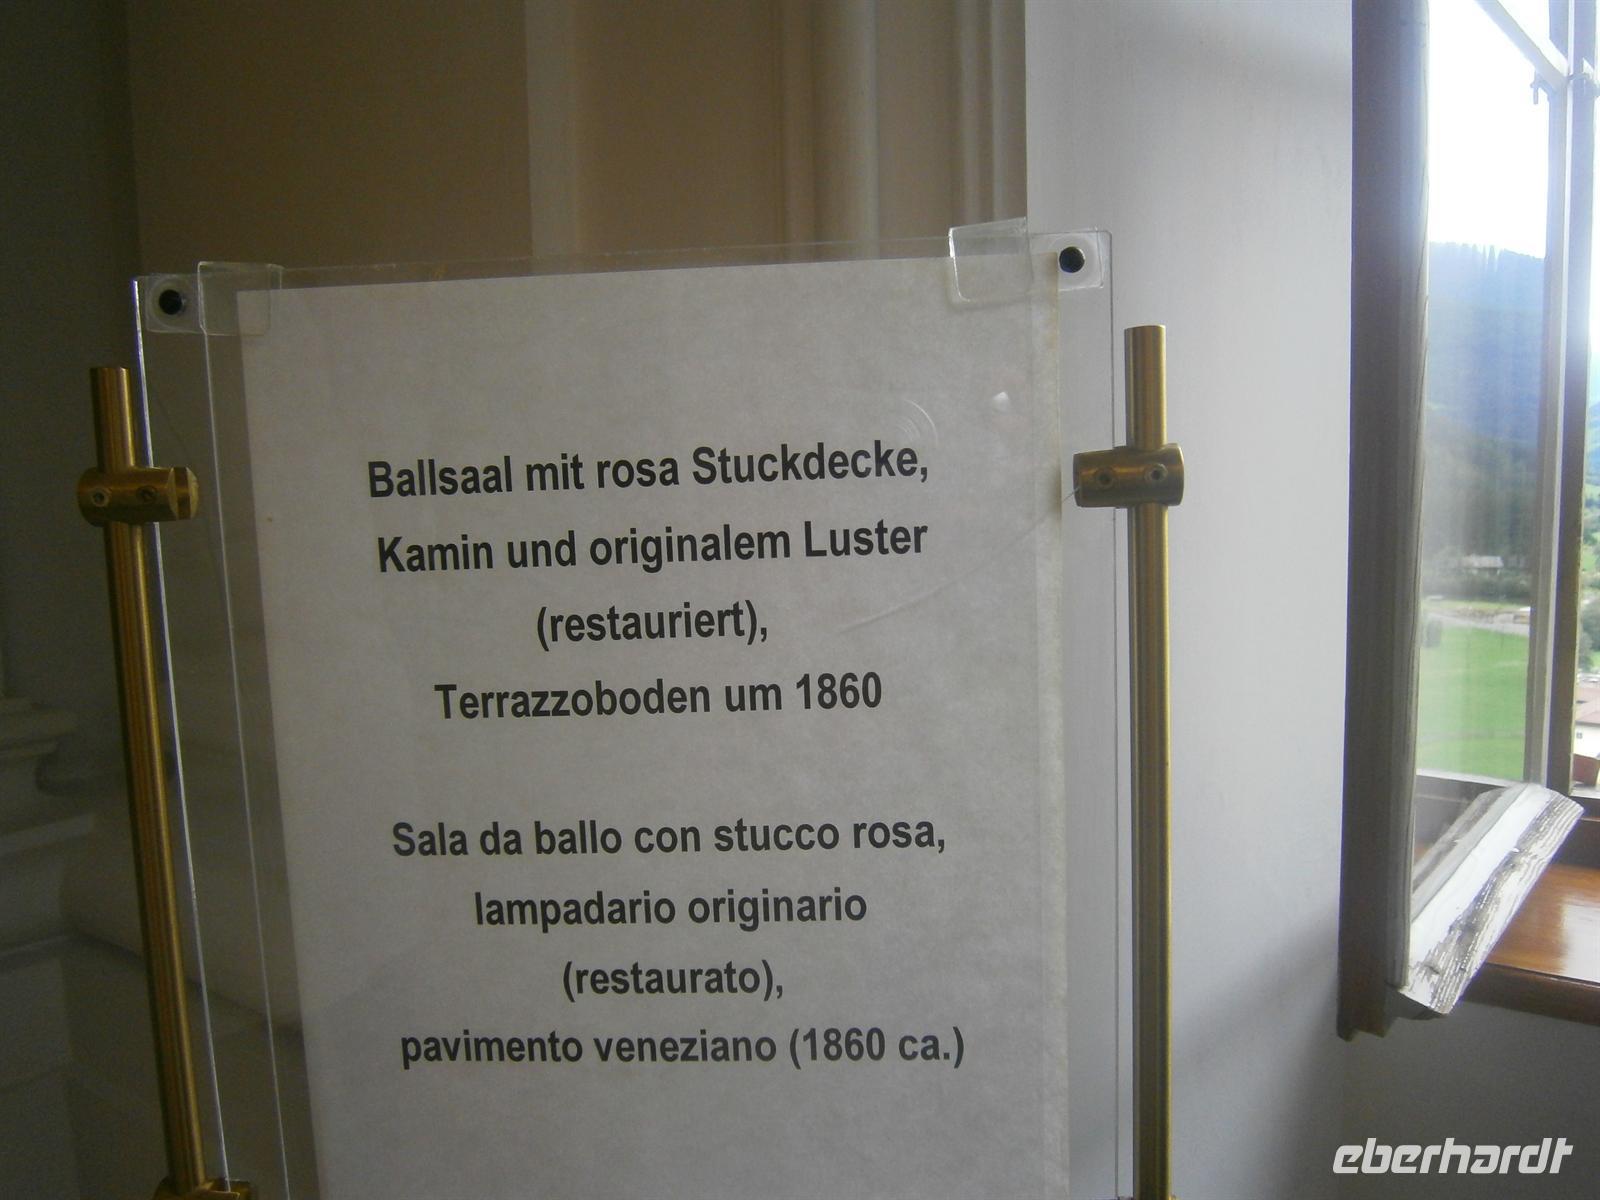 Ballsaal mit rosa Stuckdecke,
Kamin und originalem Luster
(restauriert),
Terrazzoboden um 1860
Sala da ballo con stucco rosa,
lampadario originario
(restaurato),
pavimento veneziano (1860 ca.)
eberhardt